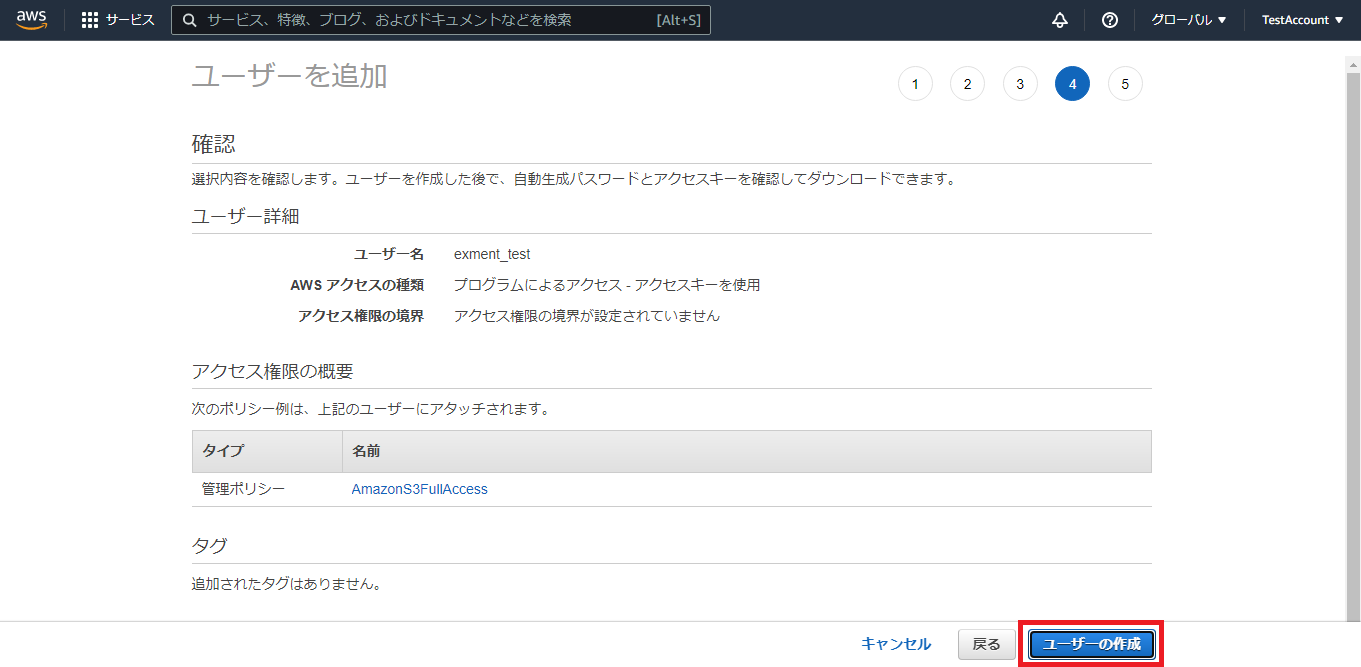 aws サービス サービス、特徴、ブログ、およびドキュメントなどを検索 [Alt+S] グローバル ▼ TestAccount ▼
ユーザーを追加 1 2 3 4 5
確認
選択内容を確認します。ユーザーを作成した後で、自動生成パスワードとアクセスキーを確認してダウンロードできます。
ユーザー詳細
ユーザー名 exment_test
AWS アクセスの種類 プログラムによるアクセス - アクセスキーを使用
アクセス権限の境界 アクセス権限の境界が設定されていません
アクセス権限の概要
次のポリシー例は、上記のユーザーにアタッチされます。
タイプ 名前
管理ポリシー AmazonS3FullAccess
タグ
追加されたタグはありません。
キャンセル 戻る ユーザーの作成